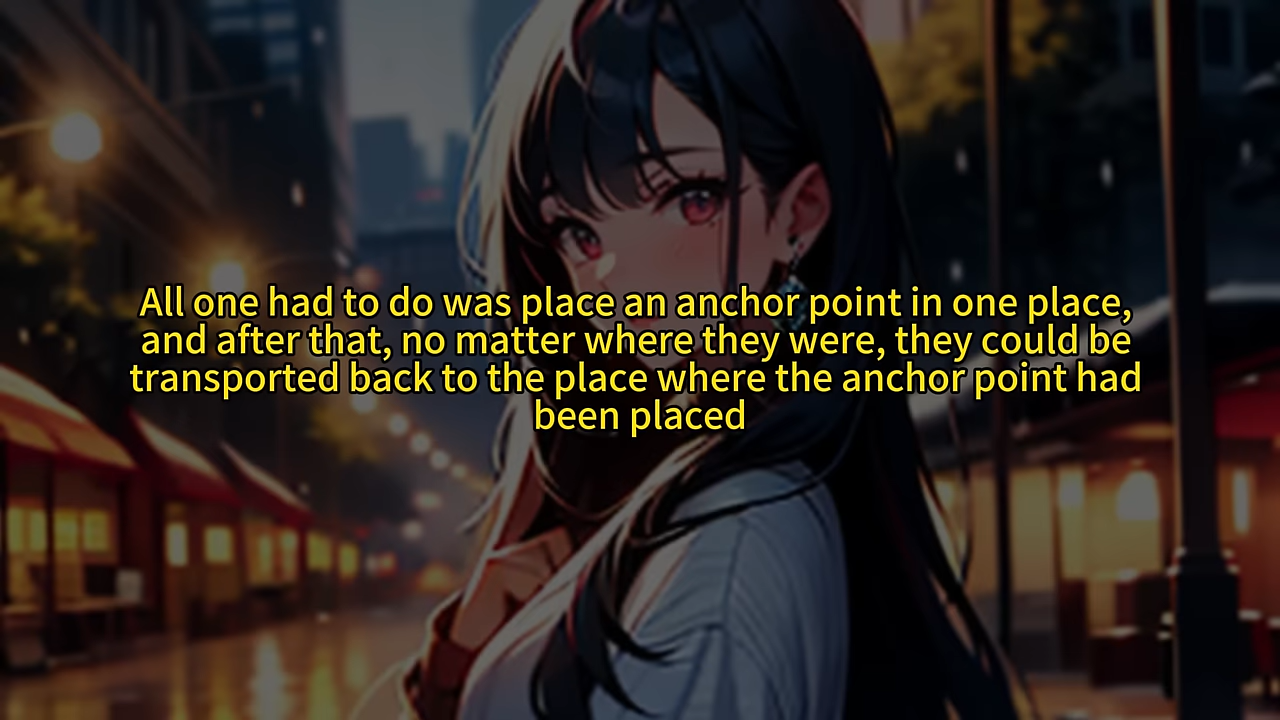 All one had to do was place an anchor point in one place,
and after that, no matter where they were, they could be
transported back to the place where the anchor point had
been placed